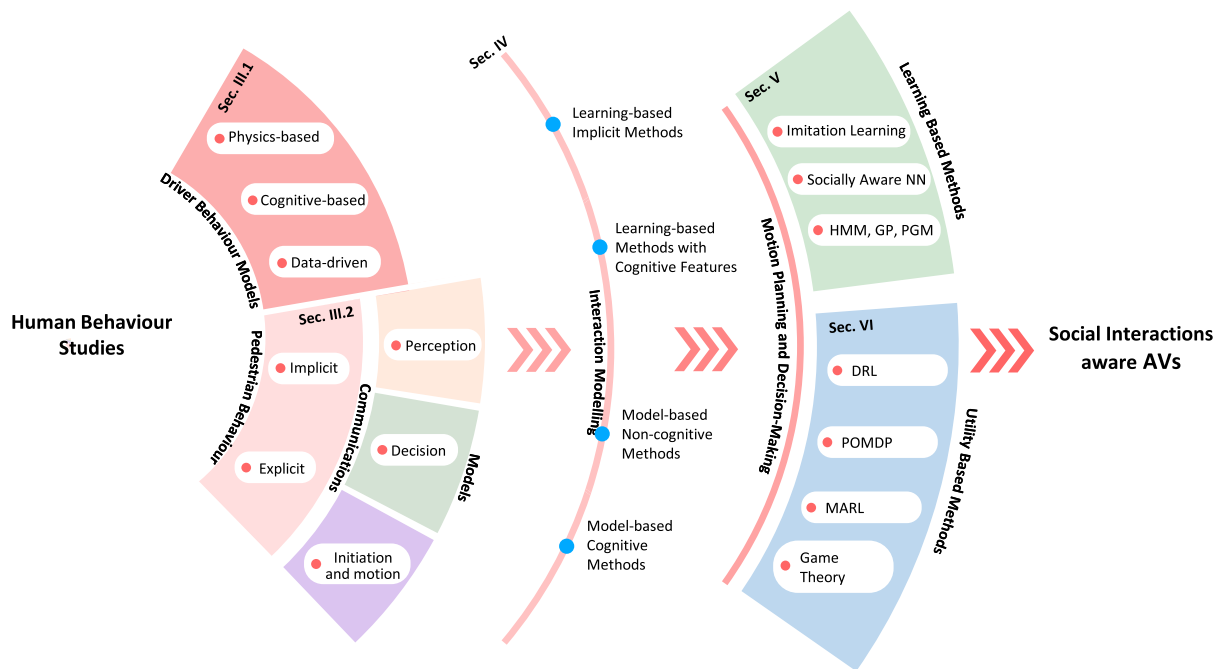 Human Behaviour
Studies
Sec. III.1
Physics-based
Cognitive-based
Data-driven
Driver Behaviour Models
Sec. III.2
Implicit
Explicit
Pedestrian Behaviour
Communications
Perception
Decision
Initiation
and motion
Models
Sec. IV
Learning-based
Implicit Methods
Learning-based
Methods with
Cognitive Features
Interaction Modelling
Model-based
Non-cognitive
Methods
Model-based
Cognitive
Methods
Motion Planning and Decision-Making
Sec. V
Imitation Learning
Socially Aware NN
HMM, GP, PGM
Learning Based Methods
Sec. VI
DRL
POMDP
MARL
Game
Theory
Utility Based Methods
Social Interactions
aware AVs